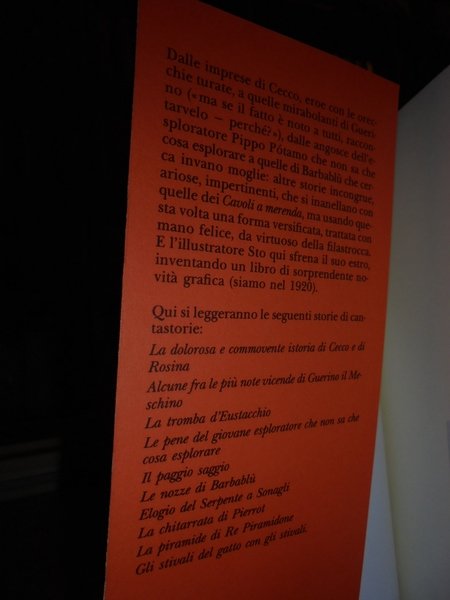 Dalle imprese di Cecco, eroe con le orec-
chie turate, a quelle mirabolanti di Gueri-
no («ma se il fatto è noto a tutti, raccon-
tarvelo – perché?»), dalle angosce dell'e-
sploratore Pippo Pòtamo che non sa che
cosa esplorare a quelle di Barbablù che cer-
ca invano moglie: altre storie incongrue,
ariose, impertinenti, che si inanellano con
quelle dei Cavoli a merenda, ma usando que-
sta volta una forma versificata, trattata con
mano felice, da virtuoso della filastrocca.
E l'illustratore Sto qui sfrena il suo estro,
inventando un libro di sorprendente no-
vità grafica (siamo nel 1920).
Qui si leggeranno le seguenti storie di can-
tastorie:
La dolorosa e commovente istoria di Cecco e di
Rosina
Alcune fra le più note vicende di Guerino il Me-
schino
La tromba d'Eustacchio
Le pene del giovane esploratore che non sa che
cosa esplorare
Il paggio saggio
Le nozze di Barbablù
Elogio del Serpente a Sonagli
La chitarrata di Pierrot
La piramide di Re Piramidone
Gli stivali del gatto con gli stivali.